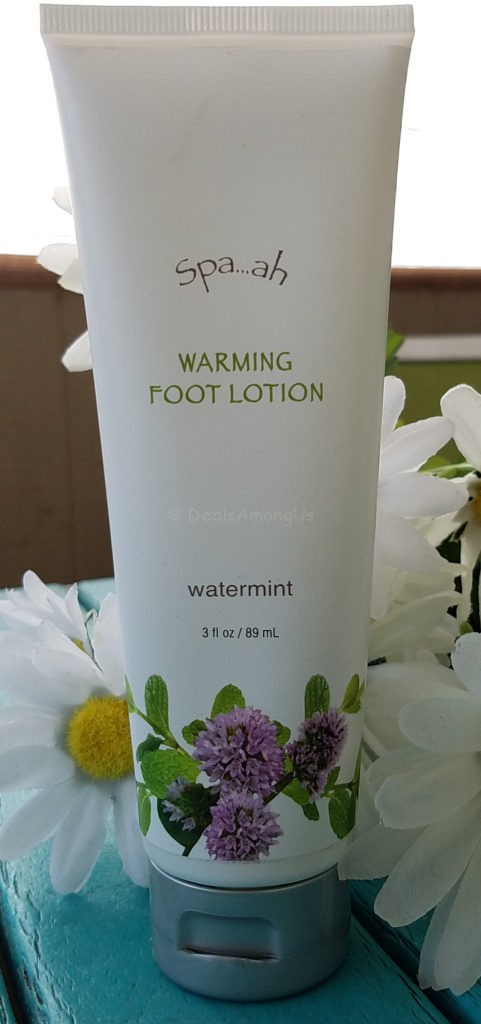 Spa...ah
WARMING
FOOT LOTION
© DealsAmongUs
watermint
3 fl oz / 89 mL